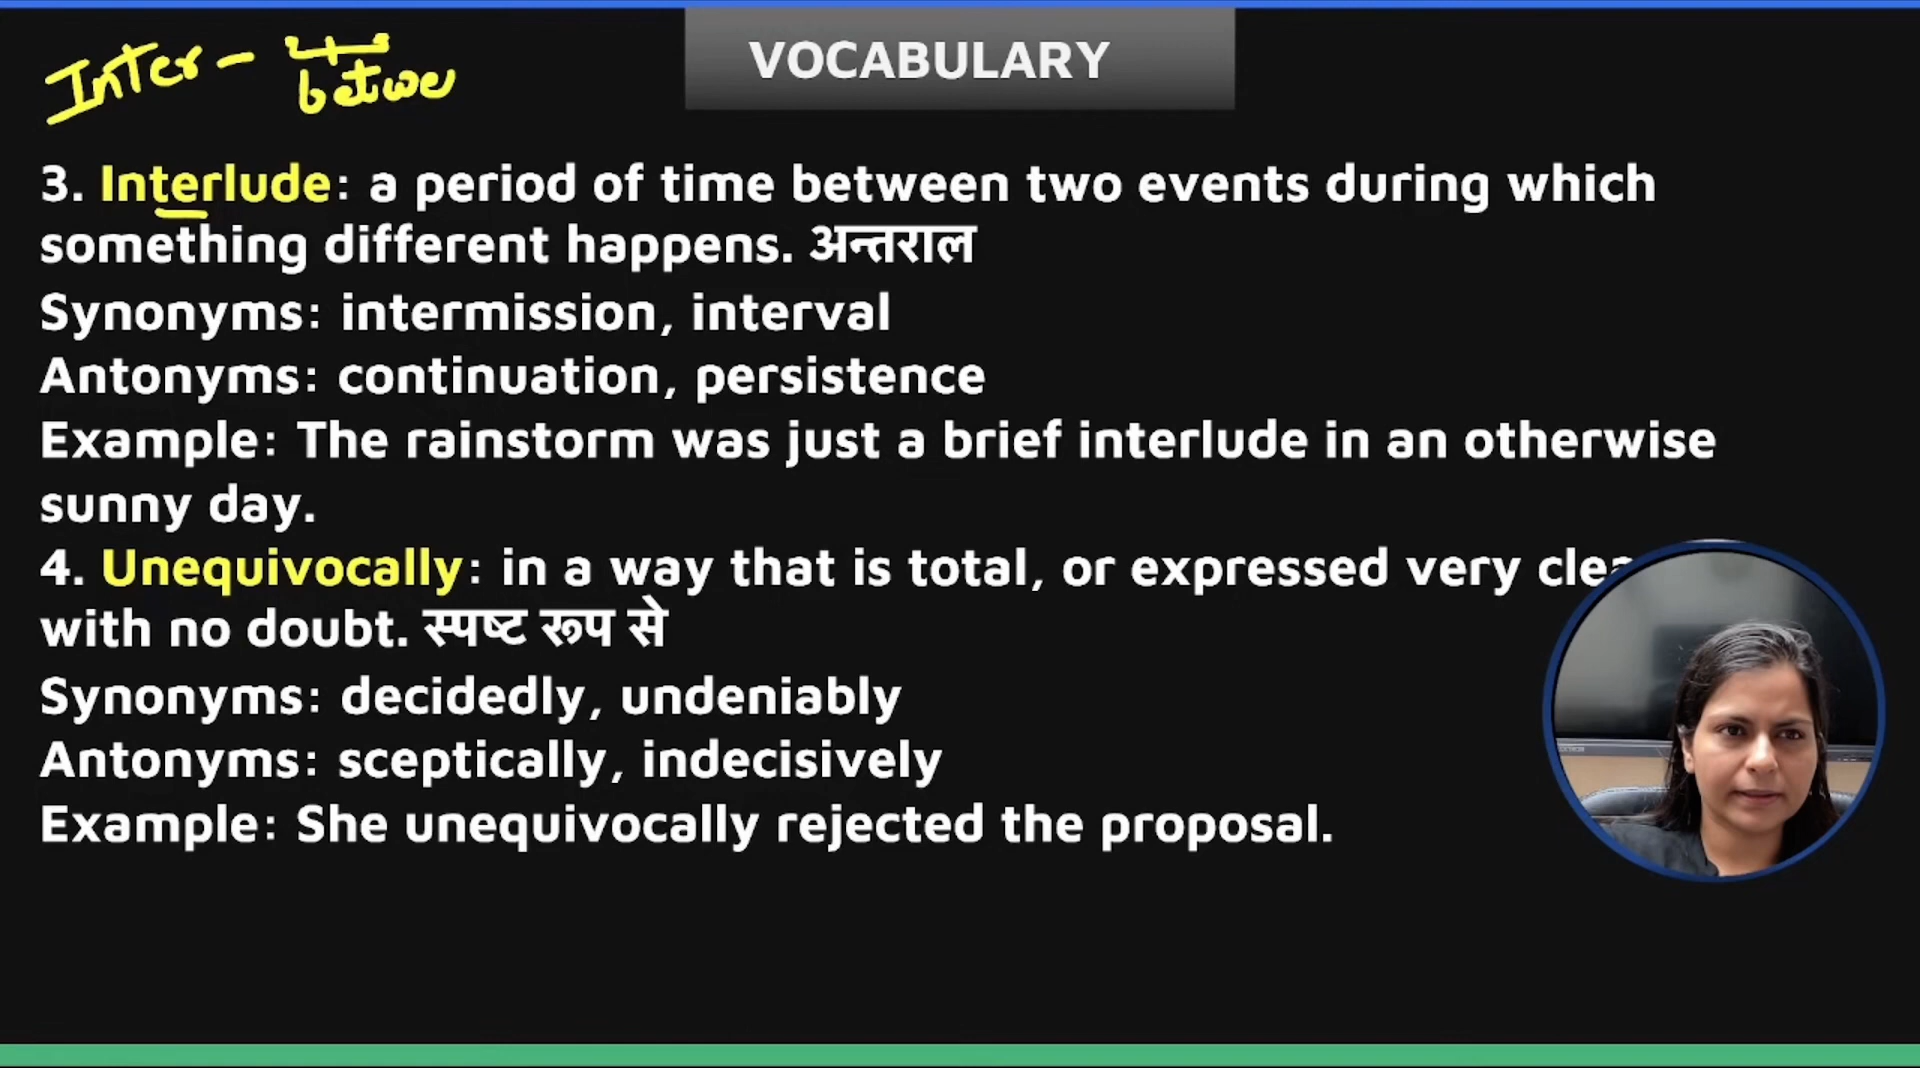 VOCABULARY
Inter - betwe
3. Interlude: a period of time between two events during which
something different happens. अन्तराल
Synonyms: intermission, interval
Antonyms: continuation, persistence
Example: The rainstorm was just a brief interlude in an otherwise
sunny day.
4. Unequivocally: in a way that is total, or expressed very
with no doubt. स्पष्ट रूप से
Synonyms: decidedly, undeniably
Antonyms: sceptically, indecisively
Example: She unequivocally rejected the proposal.